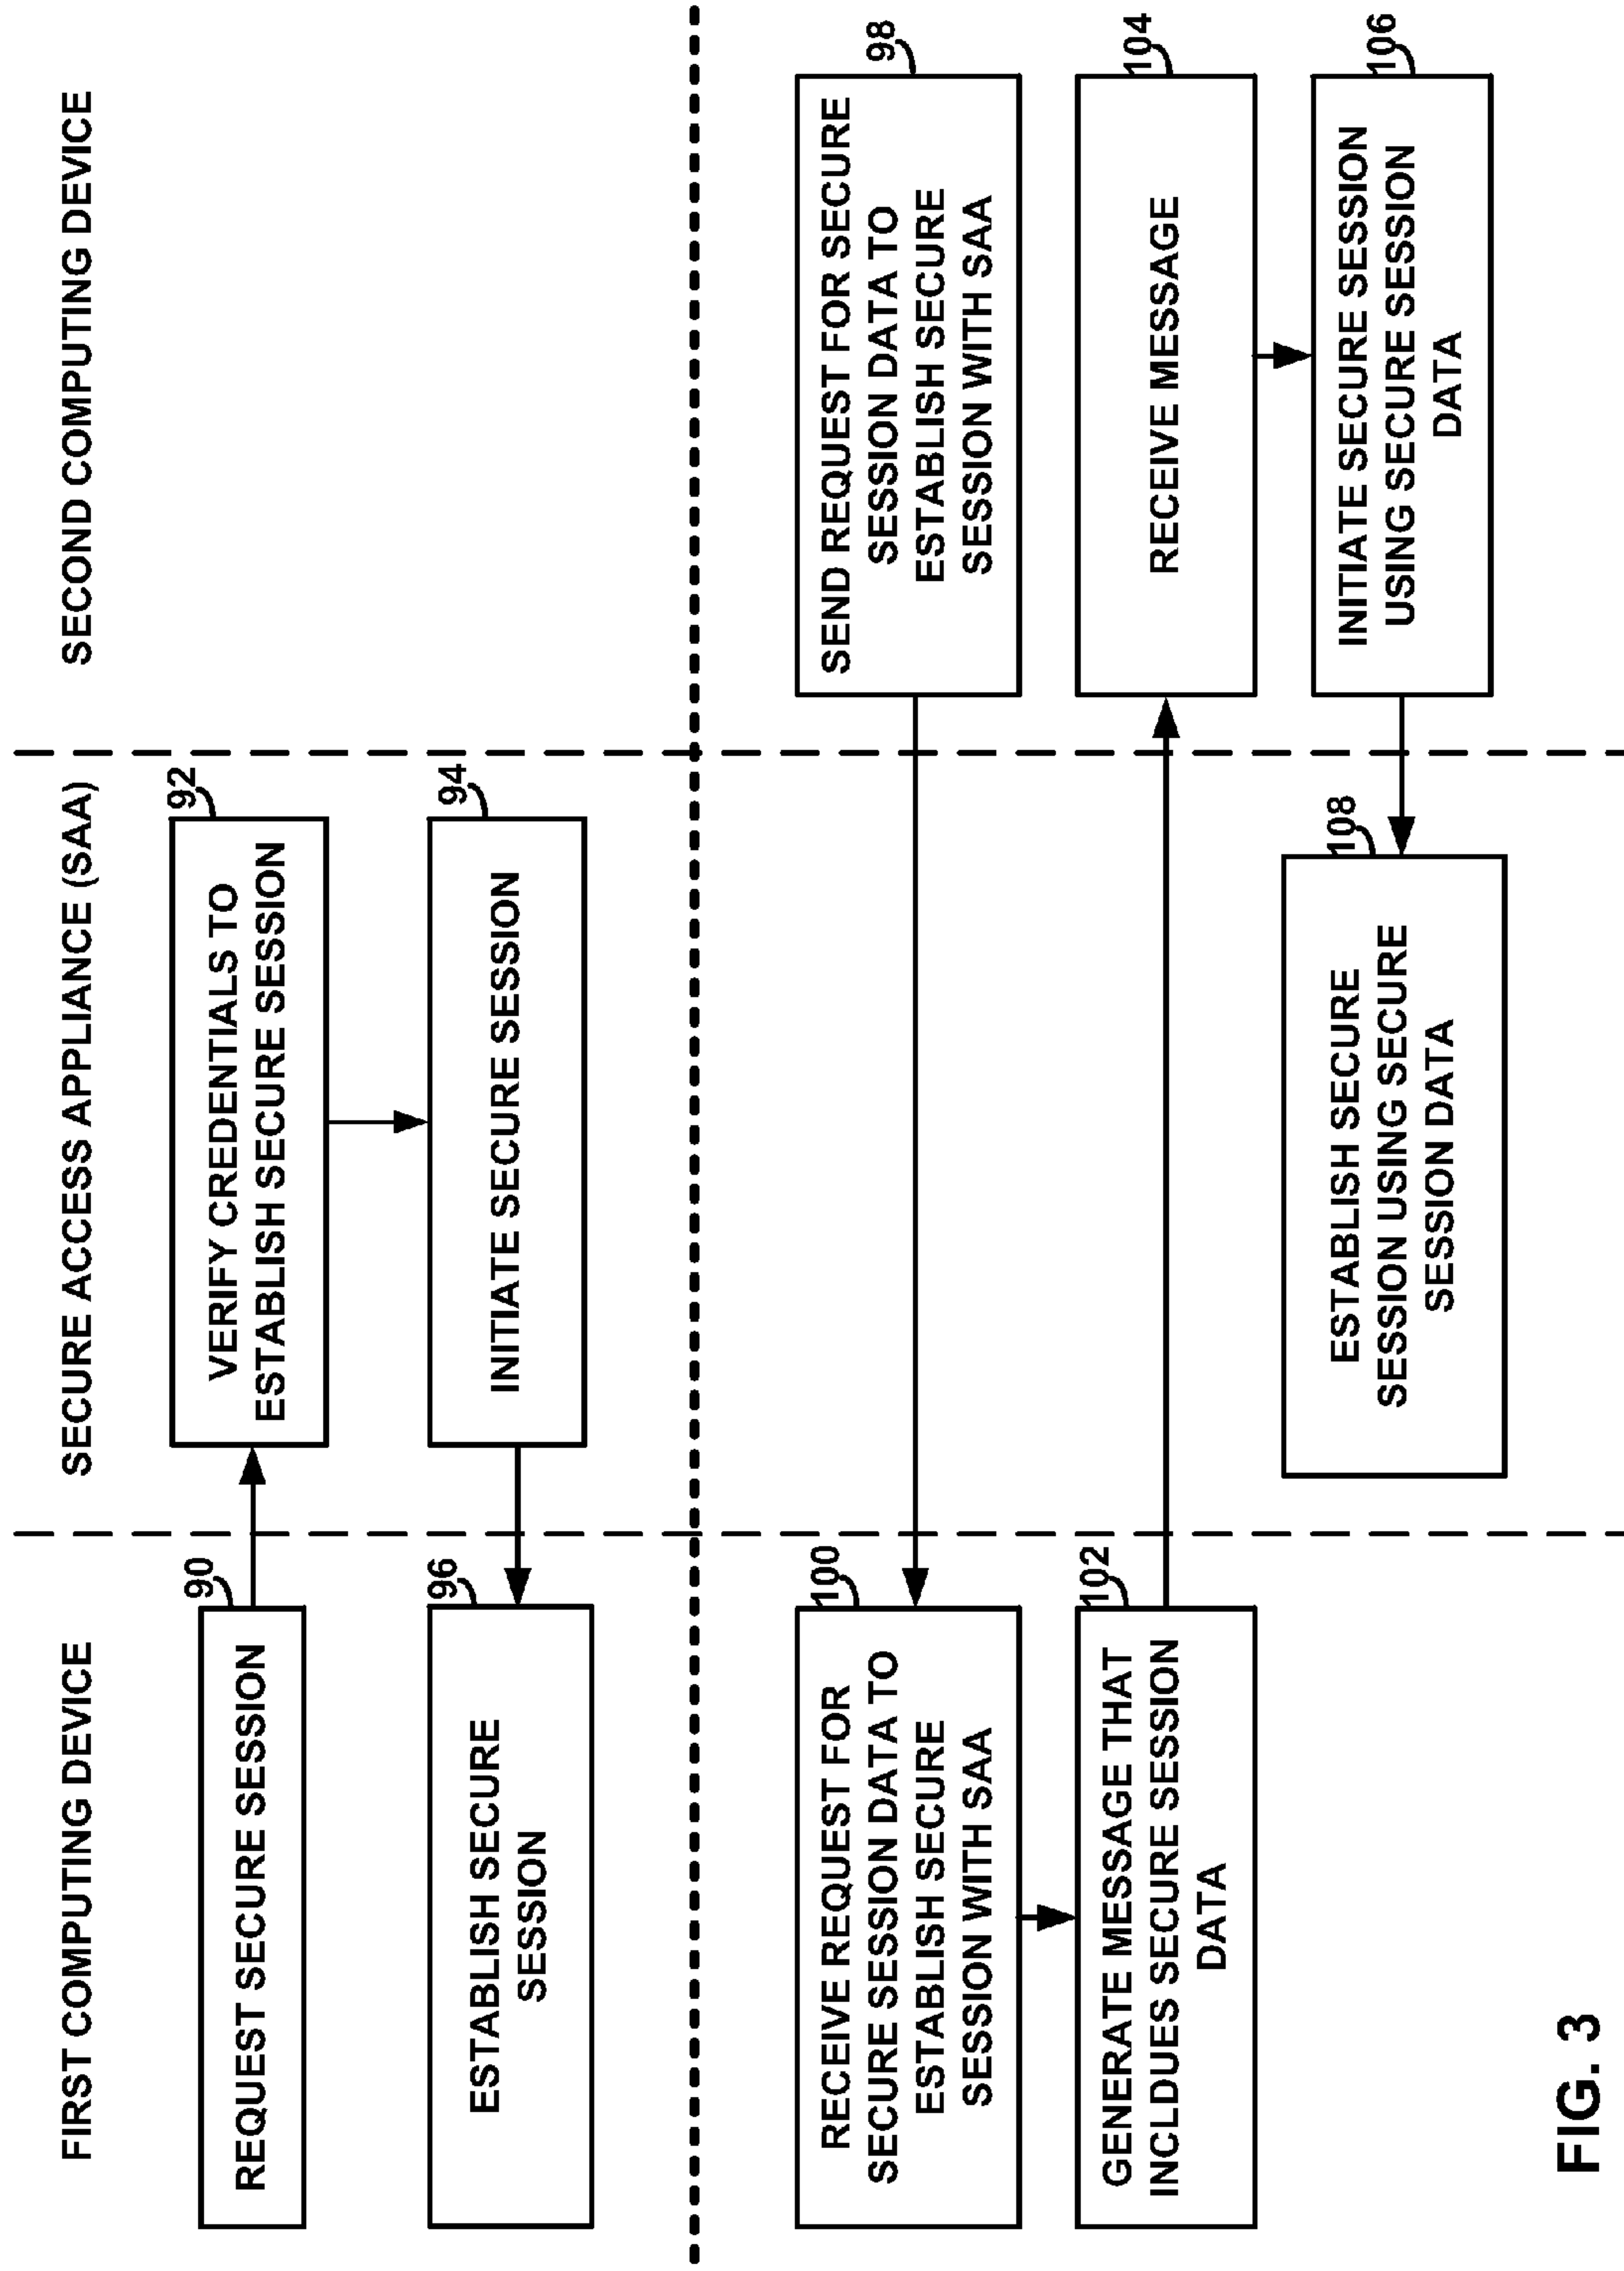 FIRST COMPUTING DEVICE
SECURE ACCESS APPLIANCE (SAA)
SECOND COMPUTING DEVICE
90
REQUEST SECURE SESSION
92
VERIFY CREDENTIALS TO
ESTABLISH SECURE SESSION
94
INITIATE SECURE SESSION
96
ESTABLISH SECURE
SESSION
98
SEND REQUEST FOR SECURE
SESSION DATA TO
ESTABLISH SECURE
SESSION WITH SAA
100
RECEIVE REQUEST FOR
SECURE SESSION DATA TO
ESTABLISH SECURE
SESSION WITH SAA
102
GENERATE MESSAGE THAT
INCLDUES SECURE SESSION
DATA
104
RECEIVE MESSAGE
106
INITIATE SECURE SESSION
USING SECURE SESSION
DATA
108
ESTABLISH SECURE
SESSION USING SECURE
SESSION DATA
FIG. 3